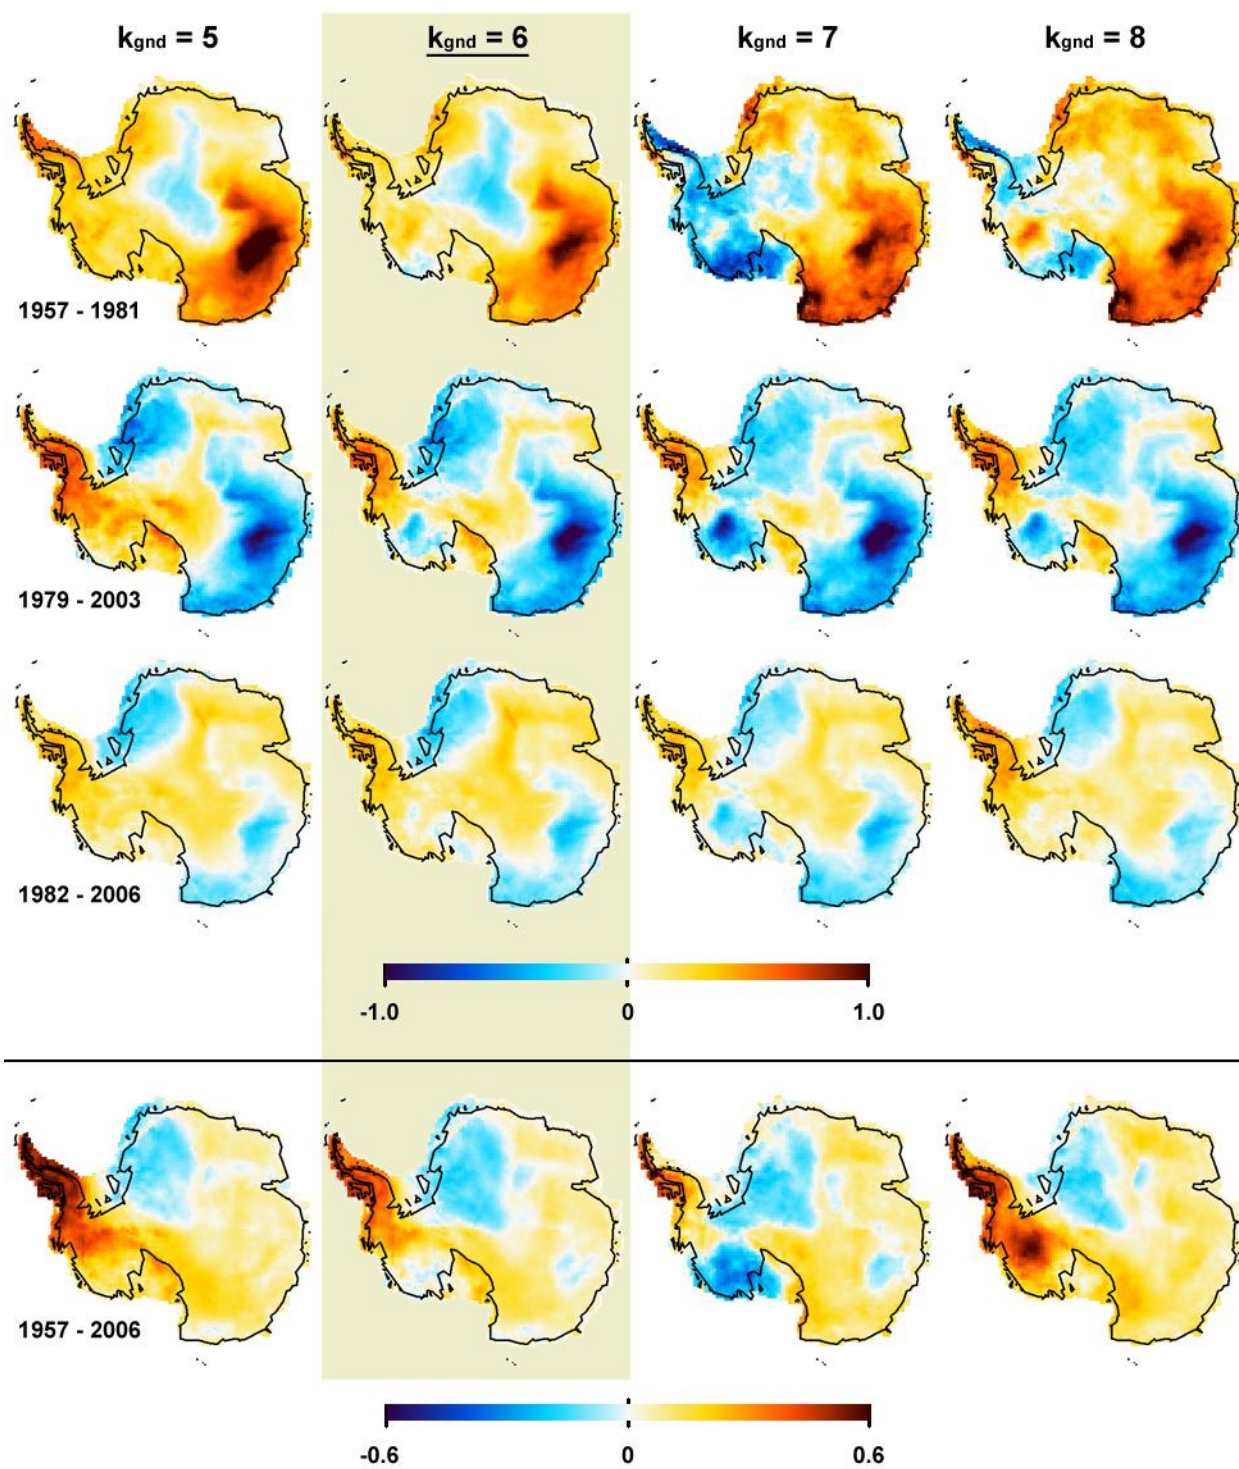 kgnd = 5 kgnd = 6 kgnd = 7 kgnd = 8
1957 - 1981
1979 - 2003
1982 - 2006
-1.0 0 1.0
1957 - 2006
-0.6 0 0.6